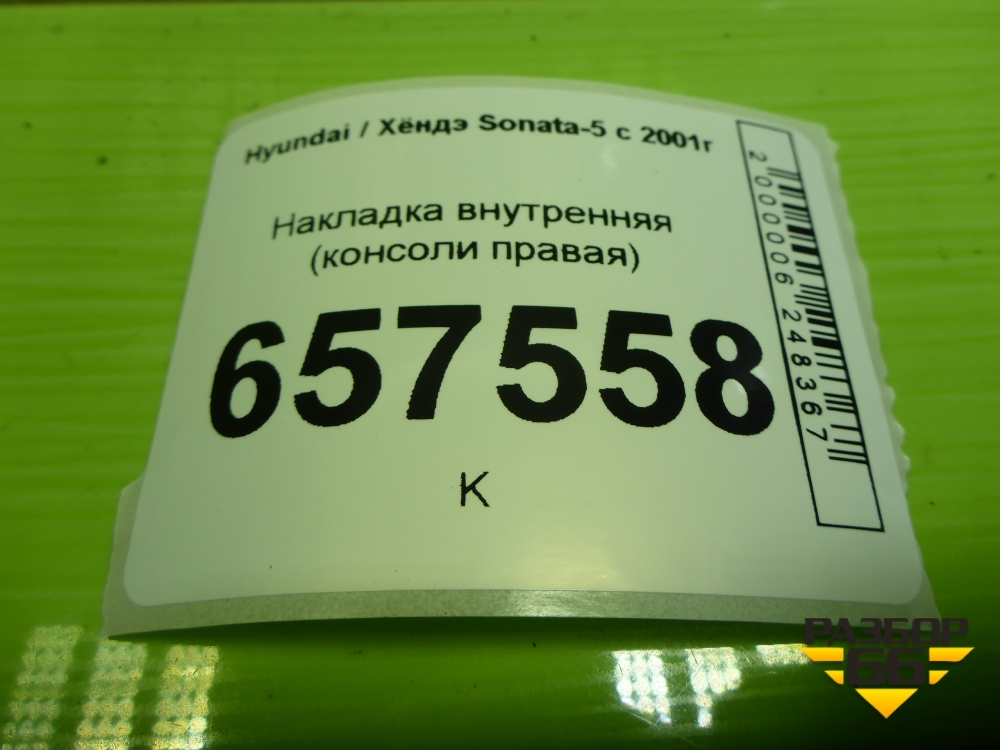 Hyundai / Хёндэ Sonata-5 с 2001г
Накладка внутренняя
(консоли правая)
657558
К
2000006248367
РАЗБОР
66